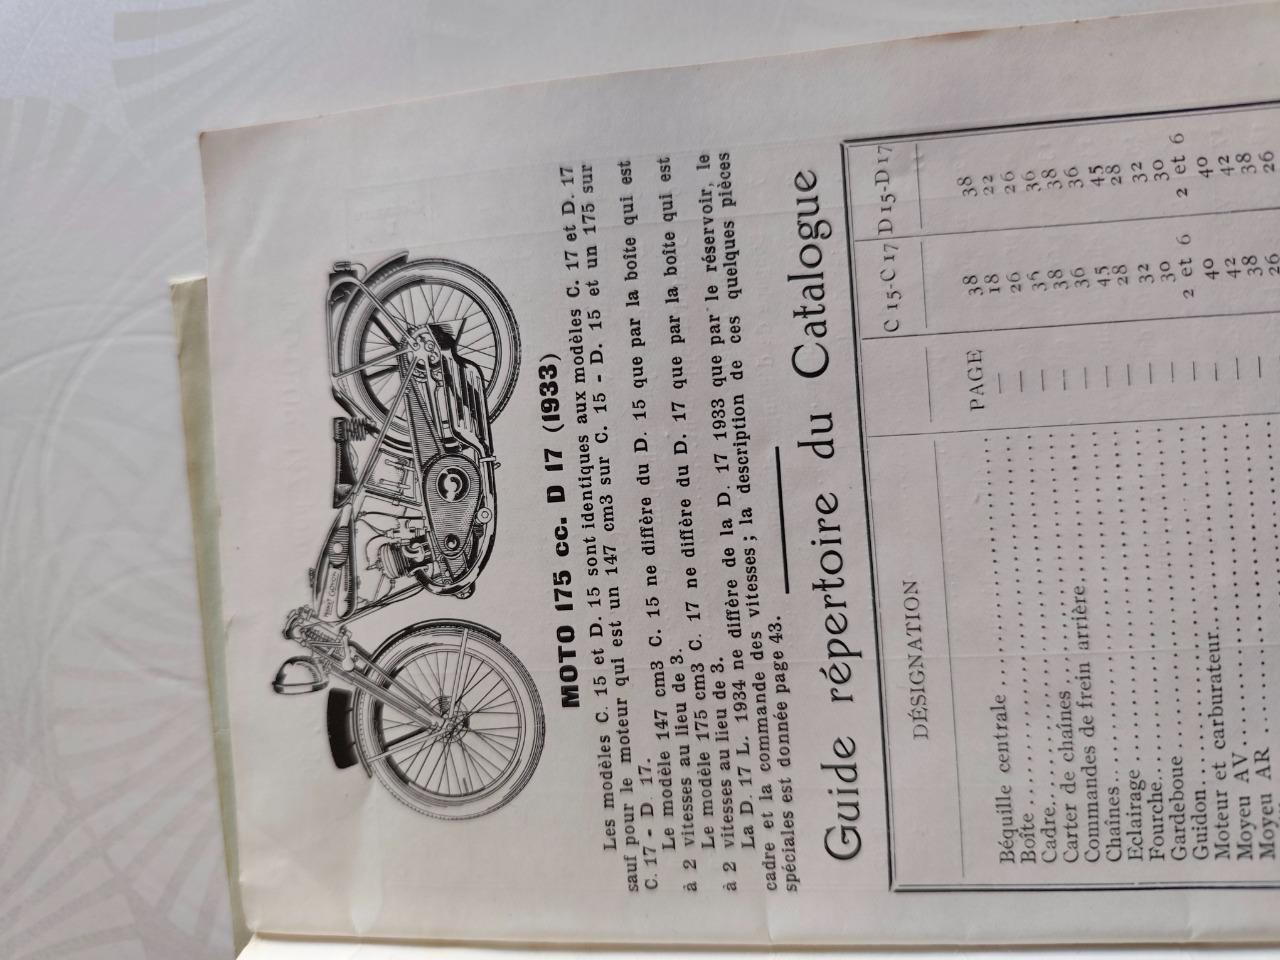 MOTO 175 cc. D 17 (1933)
Les modèles C. 15 et D. 15 sont identiques aux modèles C. 17 et D. 17
sauf pour le moteur qui est un 147 cm3 sur C. 15 - D. 15 et un 175 sur
C. 17 - D. 17.
Le modèle 147 cm3 C. 15 ne diffère du D. 15 que par la boîte qui est
à 2 vitesses au lieu de 3.
Le modèle 175 cm3 C. 17 ne diffère du D. 17 que par la boîte qui est
à 2 vitesses au lieu de 3.
La D. 17 L. 1934 ne diffère de la D. 17 1933 que par le réservoir, le
cadre et la commande des vitesses ; la description de ces quelques pièces
spéciales est donnée page 43.
Guide répertoire du Catalogue
DÉSIGNATION C 15-C 17 D 15-D 17
Béquille centrale .......... PAGE 38 38
Boîte .......... — 18 22
Cadre .......... — 26 26
Carter de chaînes .......... — 36 36
Commandes de frein arrière .......... — 38 38
Chaines .......... — 36 36
Eclairage .......... — 45 45
Fourche .......... — 28 28
Gardeboue .......... — 32 32
Guidon .......... — 30 30
Moteur et carburateur .......... — 2 et 6 2 et 6
Moyeu AV .......... — 40 40
Moyeu AR .......... — 42 42
38 38
26 26